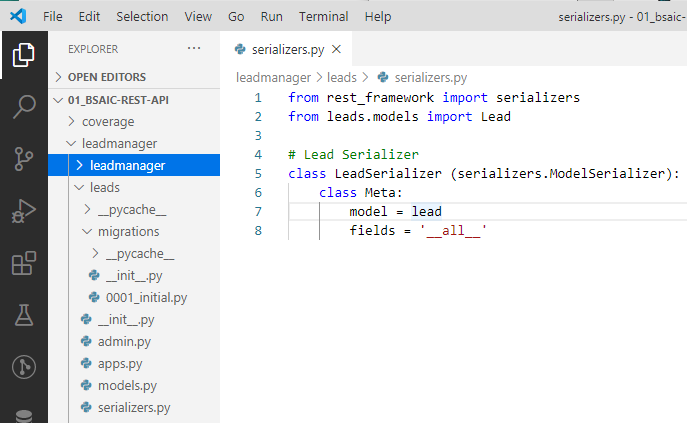 File Edit Selection View Go Run Terminal Help serializers.py - 01_bsaic-
EXPLORER ···
OPEN EDITORS
01_BSAIC-REST-API
coverage
leadmanager
leadmanager
leads
__pycache__
migrations
__pycache__
__init__.py
0001_initial.py
__init__.py
admin.py
apps.py
models.py
serializers.py
serializers.py ×
leadmanager > leads > serializers.py
1 from rest_framework import serializers
2 from leads.models import Lead
3
4 # Lead Serializer
5 class LeadSerializer (serializers.ModelSerializer):
6 class Meta:
7 model = lead
8 fields = '__all__'